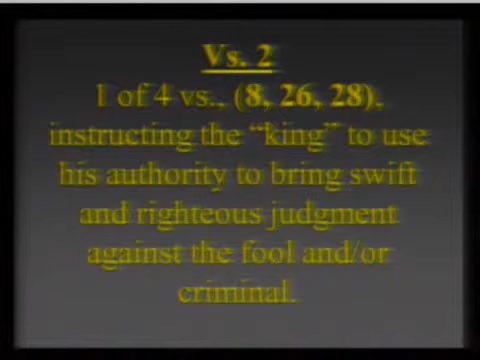 Vs. 2
1 of 4 vs., (8, 26, 28),
instructing the “king” to use
his authority to bring swift
and righteous judgment
against the fool and/or
criminal.